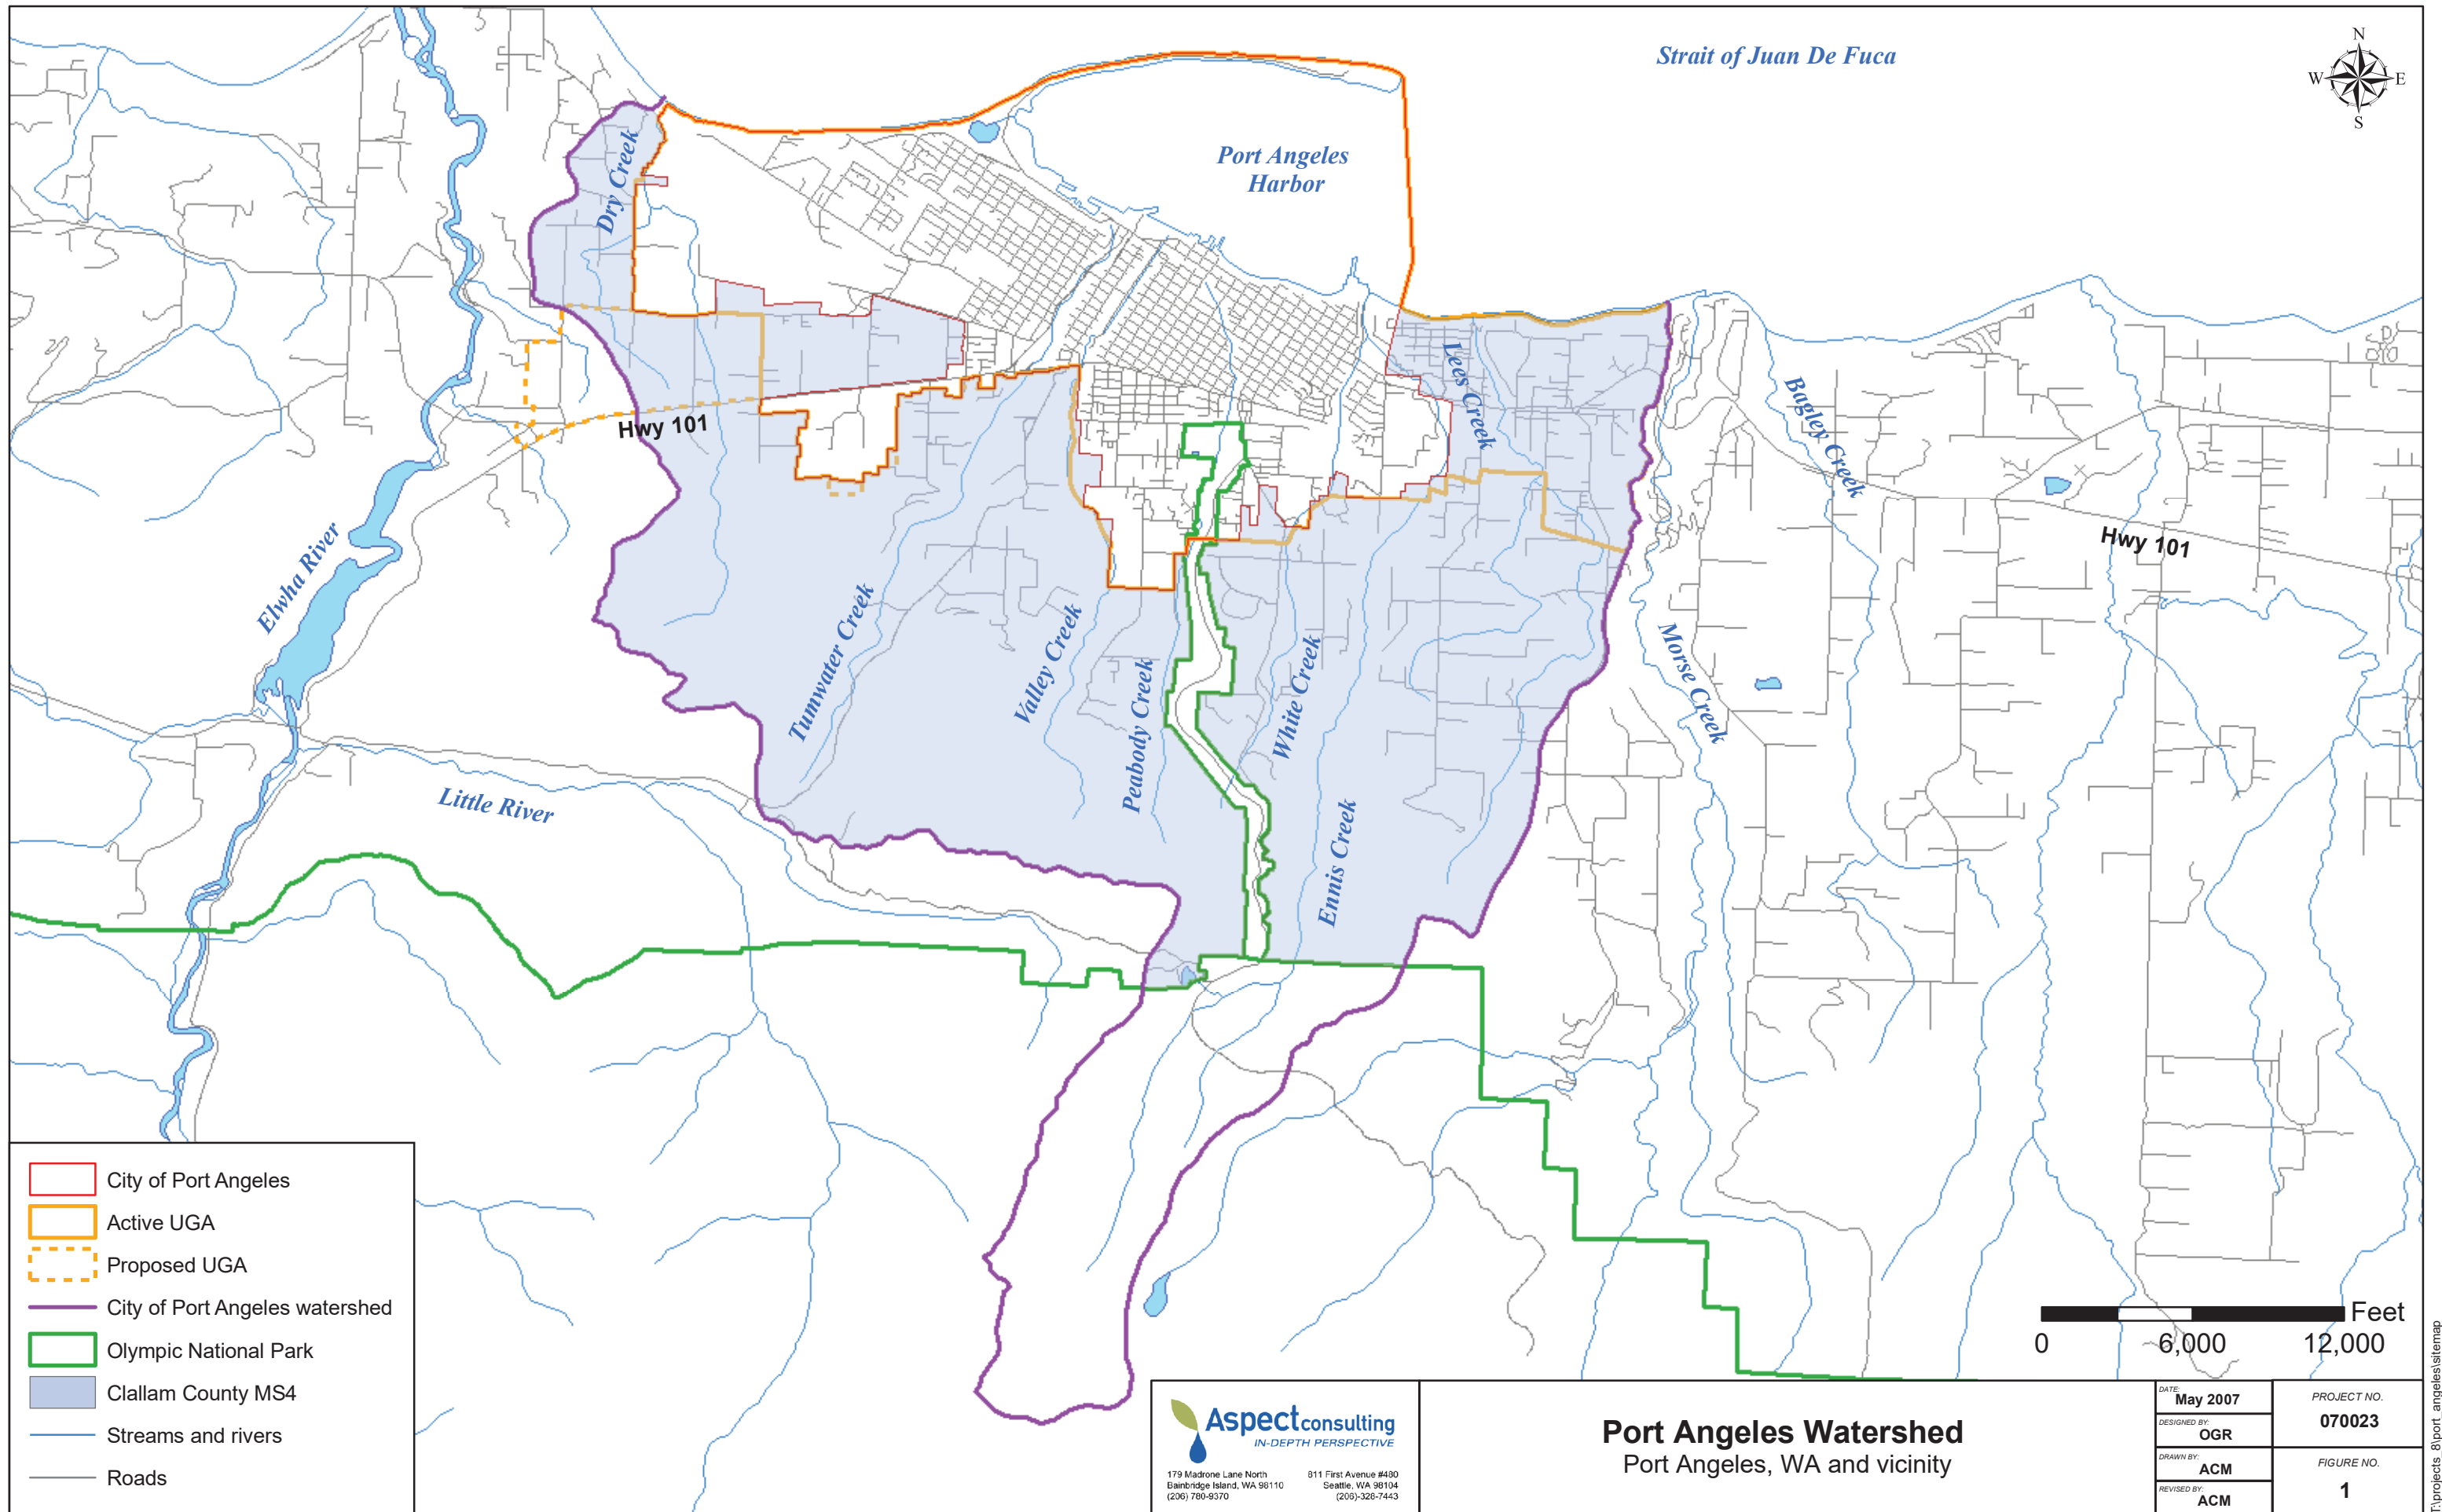 Strait of Juan De Fuca
N
W
E
S
Port Angeles
Harbor
Dry Creek
Lees Creek
Bagley Creek
Hwy 101
Hwy 101
Elwha River
Tumwater Creek
Valley Creek
Peabody Creek
White Creek
Morse Creek
Little River
Ennis Creek
City of Port Angeles
Active UGA
Proposed UGA
City of Port Angeles watershed
Olympic National Park
Clallam County MS4
Streams and rivers
Roads
Feet
0 6,000 12,000
Aspect consulting
IN-DEPTH PERSPECTIVE
179 Madrone Lane North
Bainbridge Island, WA 98110
(206) 780-9370
811 First Avenue #480
Seattle, WA 98104
(206)-328-7443
Port Angeles Watershed
Port Angeles, WA and vicinity
DATE:
May 2007
DESIGNED BY:
OGR
DRAWN BY:
ACM
REVISED BY:
ACM
PROJECT NO.
070023
FIGURE NO.
1
T:\projects_8\port_angeles\sitemap